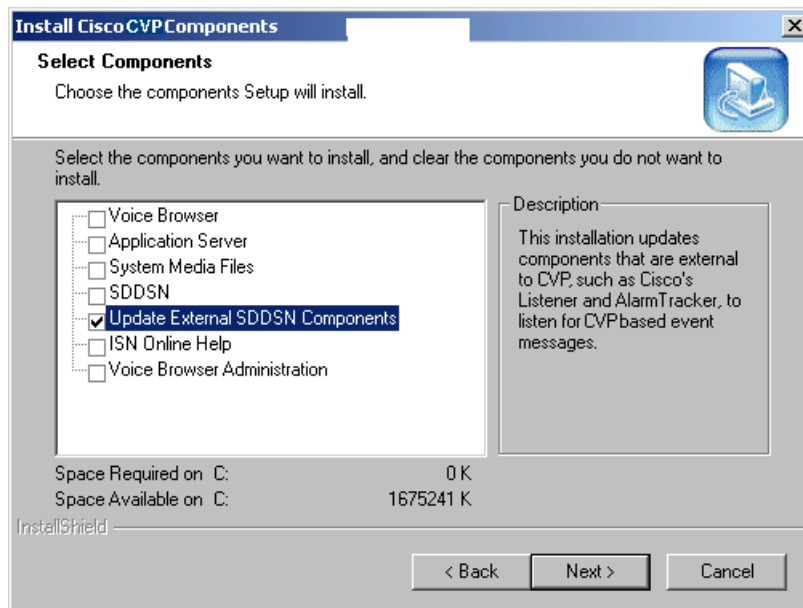 Install Cisco CVP Components
Select Components
Choose the components Setup will install.
Select the components you want to install, and clear the components you do not want to
install.
Voice Browser
Application Server
System Media Files
SDDSN
Update External SDDSN Components
ISN Online Help
Voice Browser Administration
Description
This installation updates
components that are external
to CVP, such as Cisco's
Listener and AlarmTracker, to
listen for CVP based event
messages.
Space Required on C: 0 K
Space Available on C: 1675241 K
InstallShield
< Back Next > Cancel